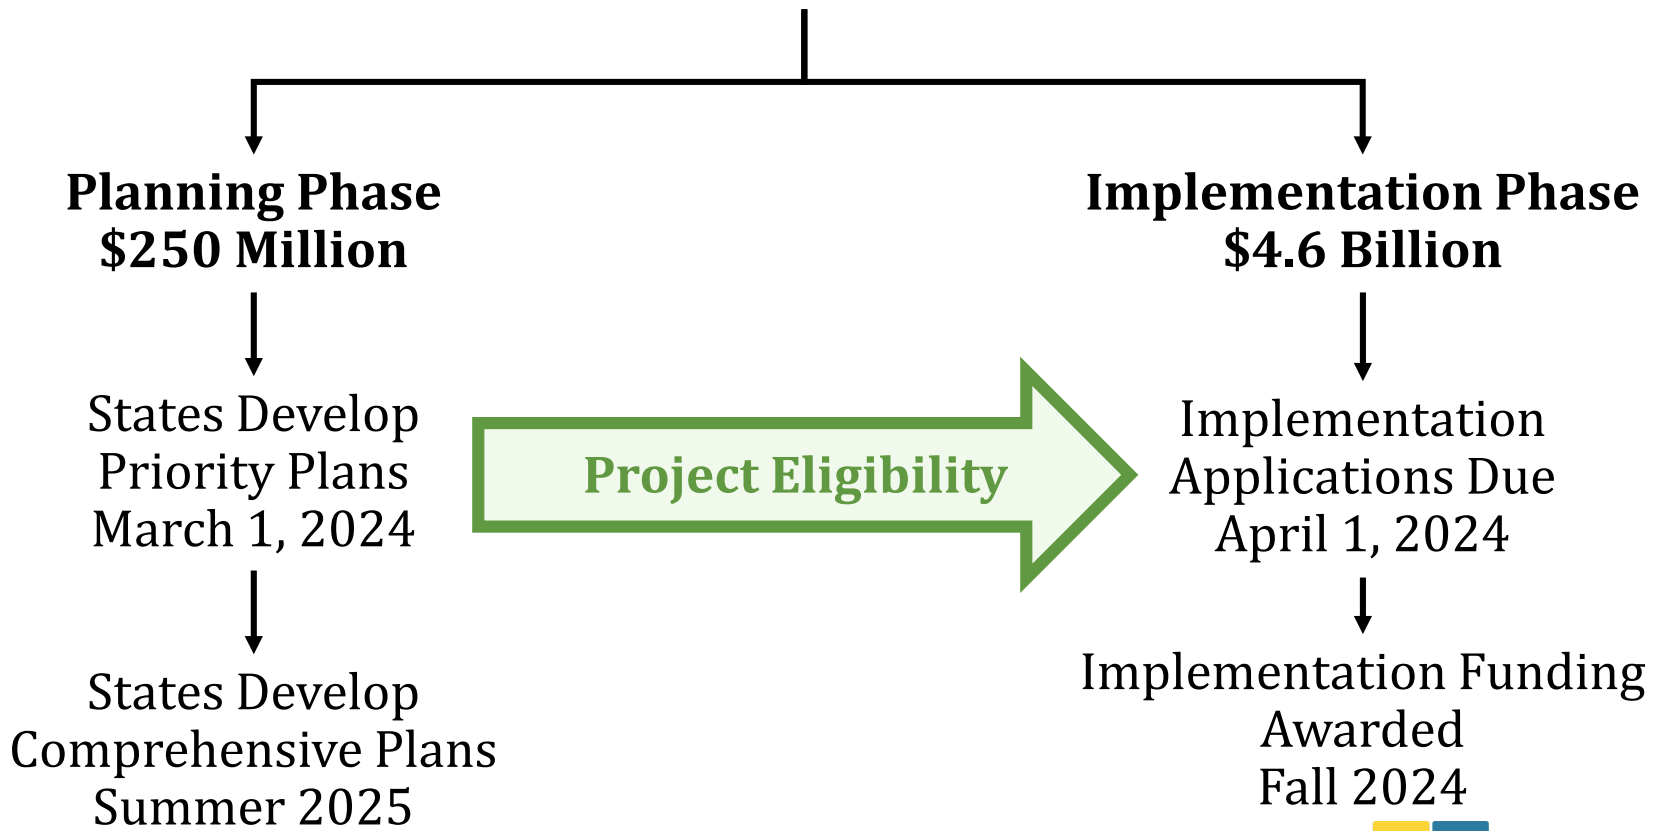 Planning Phase
$250 Million
States Develop
Priority Plans
March 1, 2024
States Develop
Comprehensive Plans
Summer 2025
Project Eligibility
Implementation Phase
$4.6 Billion
Implementation
Applications Due
April 1, 2024
Implementation Funding
Awarded
Fall 2024